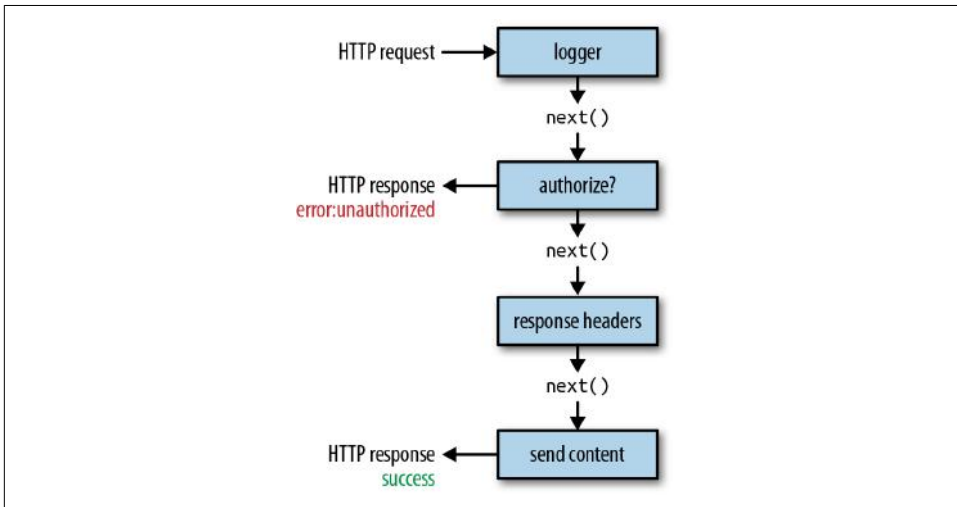 HTTP request
logger
next()
HTTP response
error:unauthorized
authorize?
next()
response headers
next()
HTTP response
success
send content